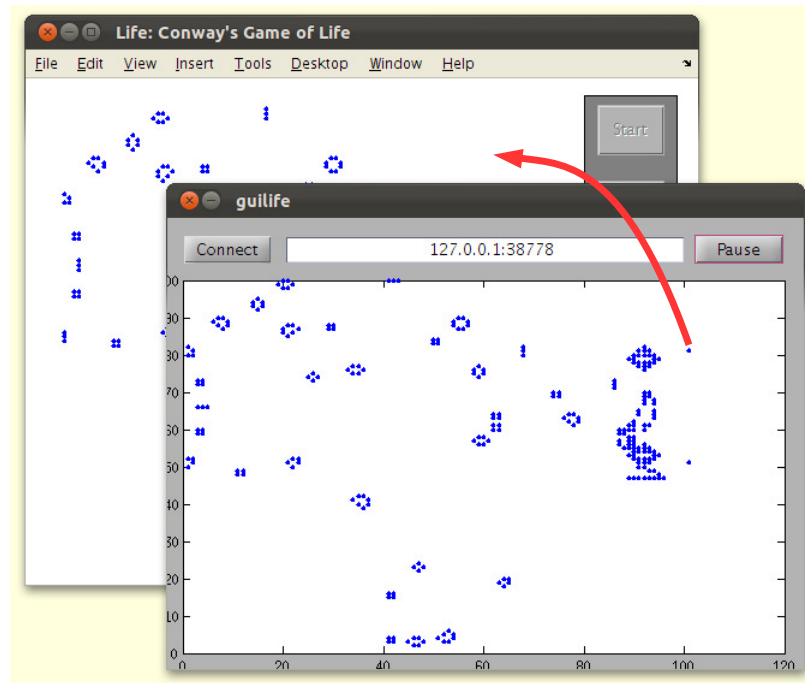 Life: Conway's Game of Life
File Edit View Insert Tools Desktop Window Help
Start
guilife
Connect 127.0.0.1:38778 Pause
00
90
80
70
60
50
40
30
20
10
0
0 20 40 60 80 100 120